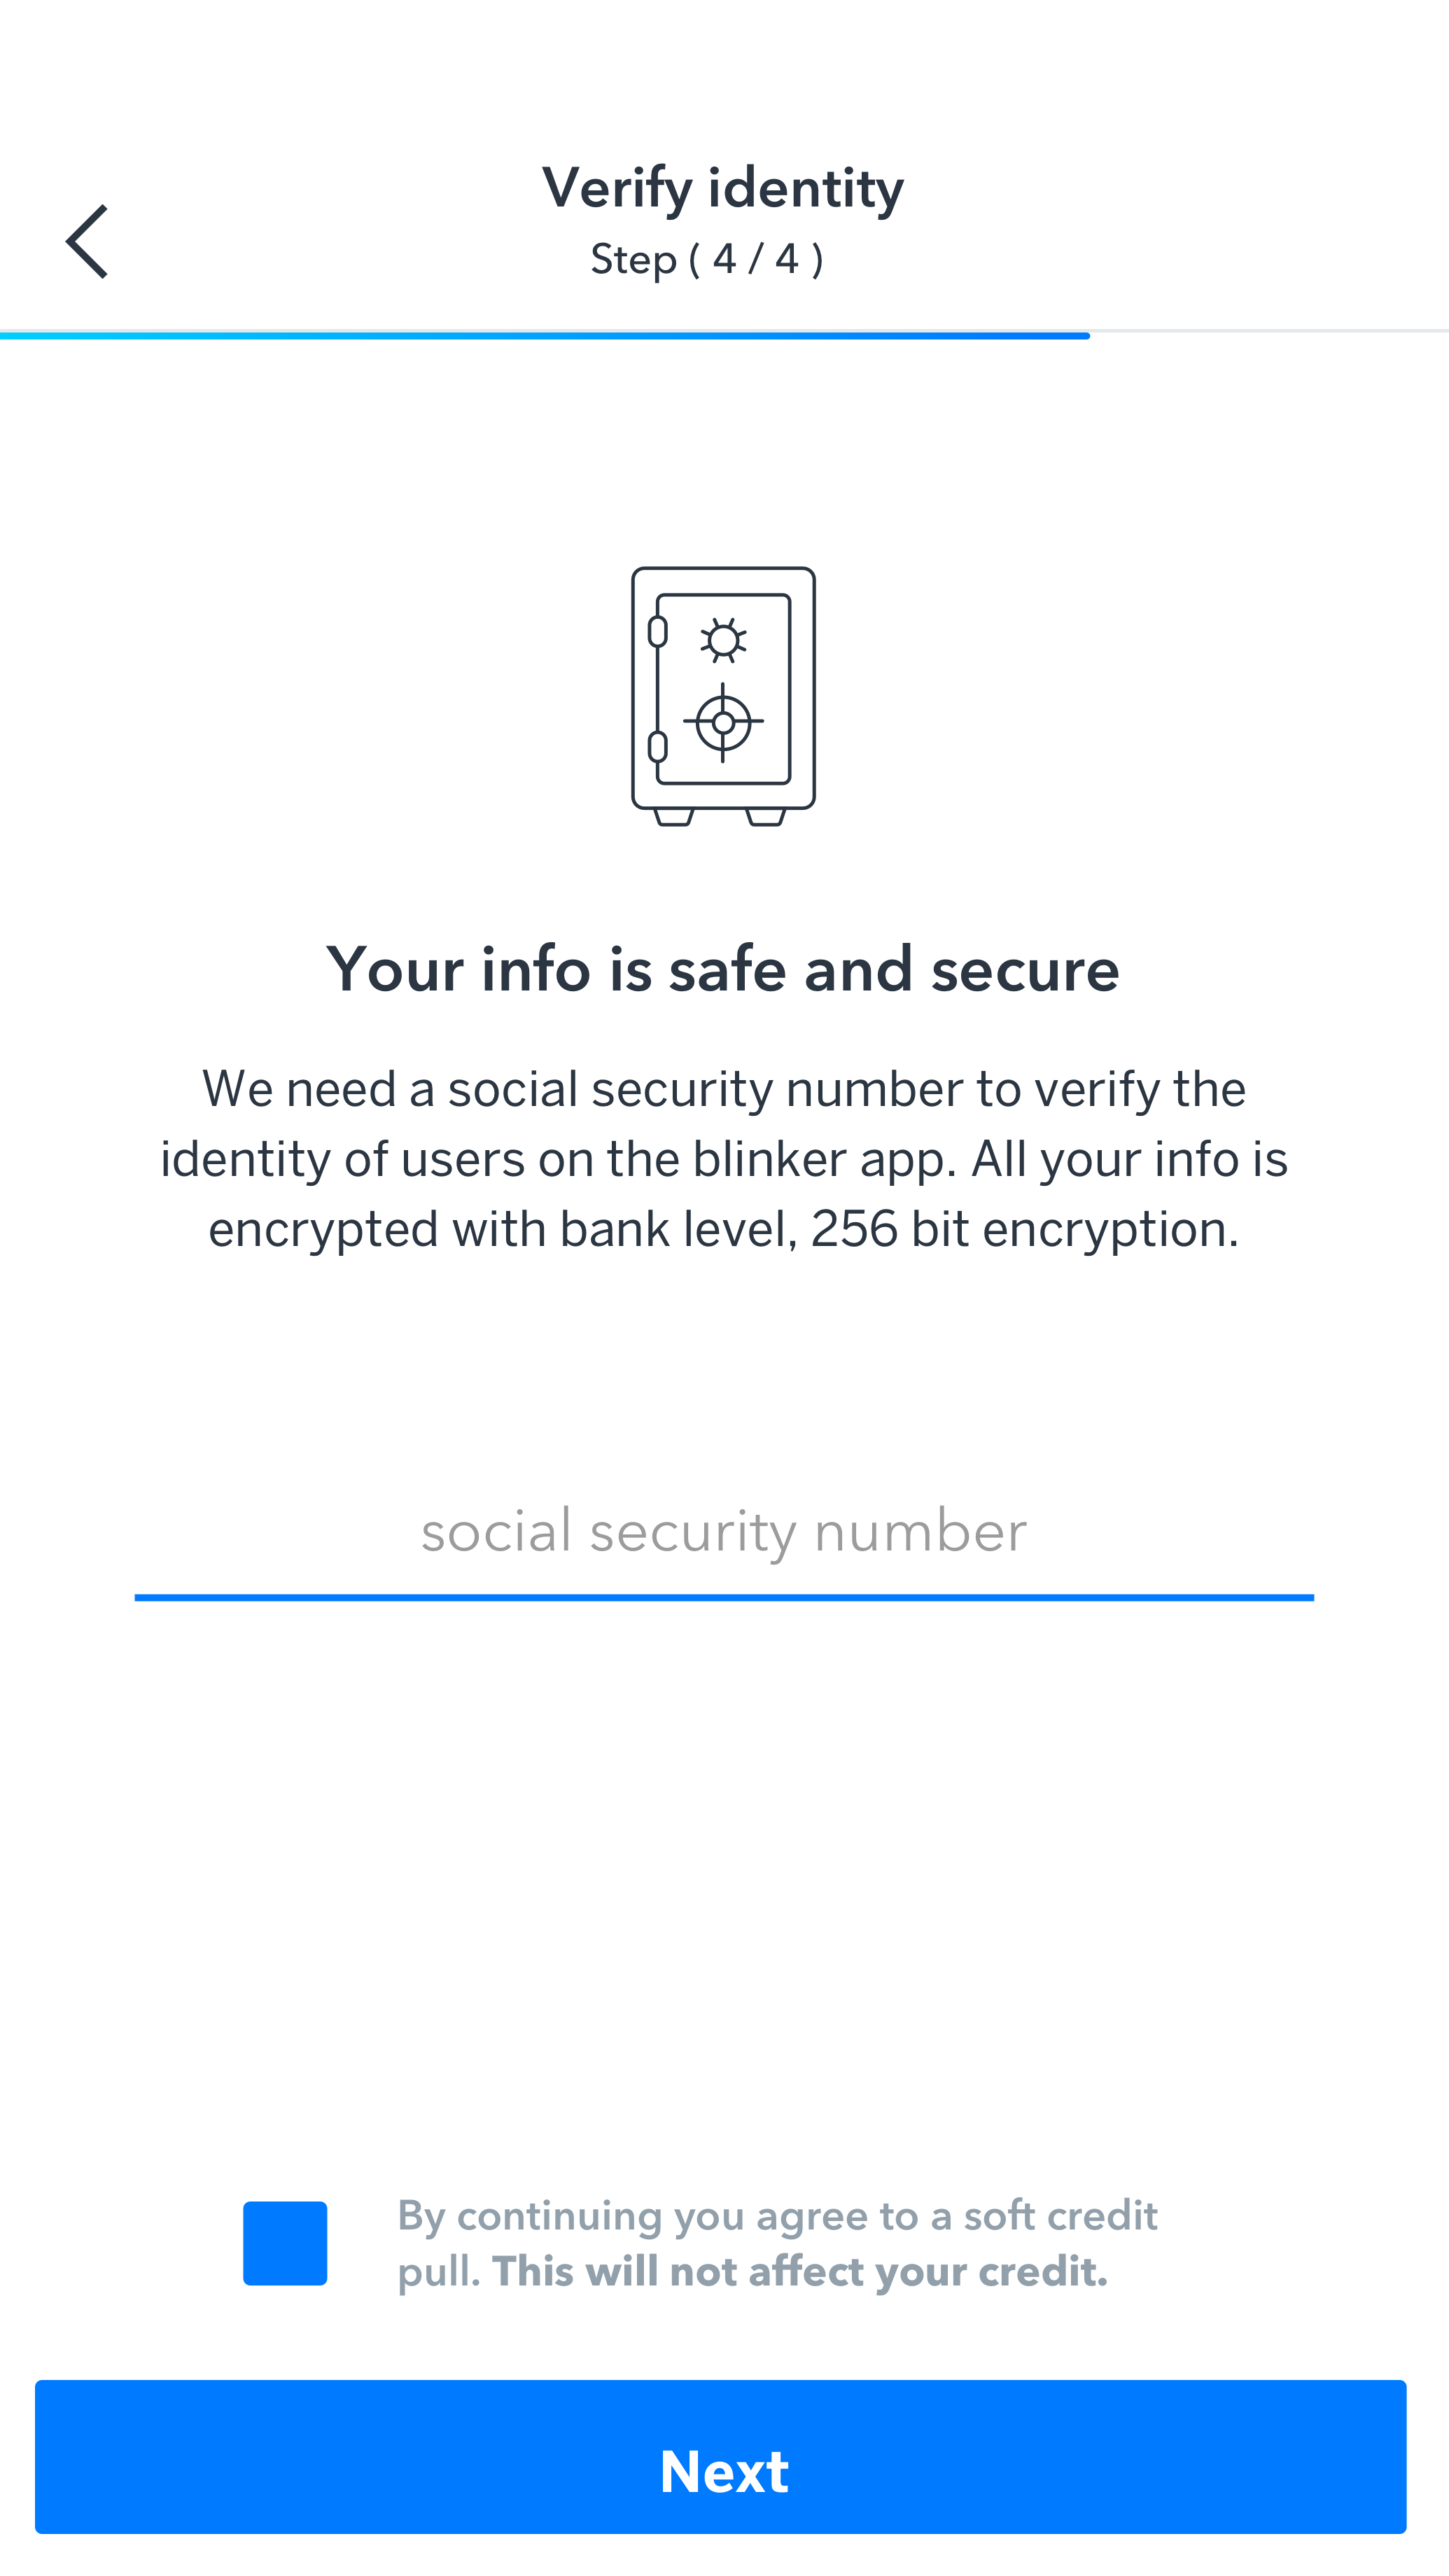 Verify identity
Step ( 4 / 4 )
Your info is safe and secure
We need a social security number to verify the
identity of users on the blinker app. All your info is
encrypted with bank level, 256 bit encryption.
social security number
By continuing you agree to a soft credit
pull. This will not affect your credit.
Next